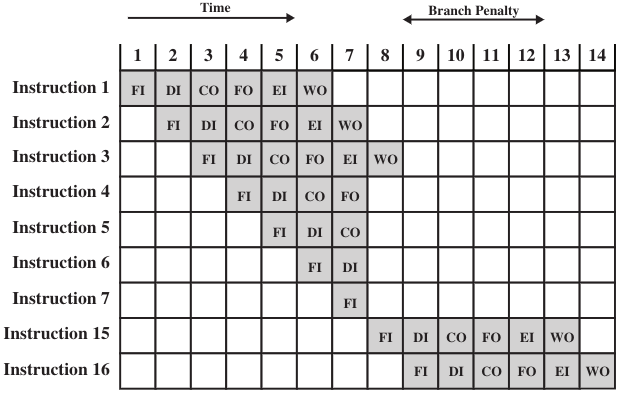 Time
Branch Penalty
1 2 3 4 5 6 7 8 9 10 11 12 13 14
Instruction 1 FI DI CO FO EI WO
Instruction 2 FI DI CO FO EI WO
Instruction 3 FI DI CO FO EI WO
Instruction 4 FI DI CO FO
Instruction 5 FI DI CO
Instruction 6 FI DI
Instruction 7 FI
Instruction 15 FI DI CO FO EI WO
Instruction 16 FI DI CO FO EI WO